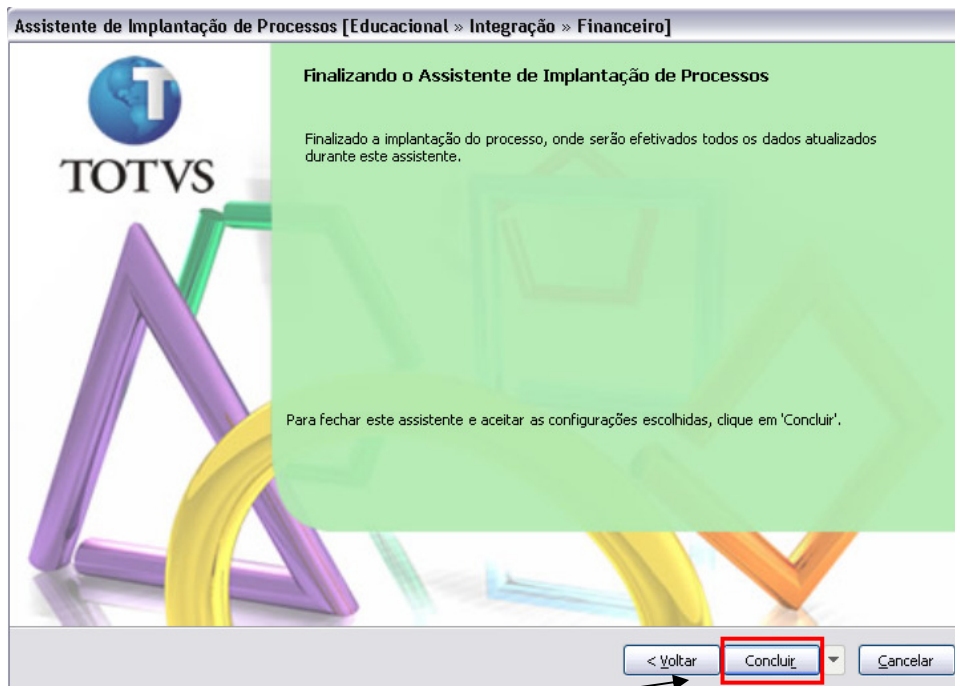 Assistente de Implantação de Processos [Educacional » Integração » Financeiro]
TOTVS
Finalizando o Assistente de Implantação de Processos
Finalizado a implantação do processo, onde serão efetivados todos os dados atualizados
durante este assistente.
Para fechar este assistente e aceitar as configurações escolhidas, clique em 'Concluir'.
< Voltar Concluir Cancelar